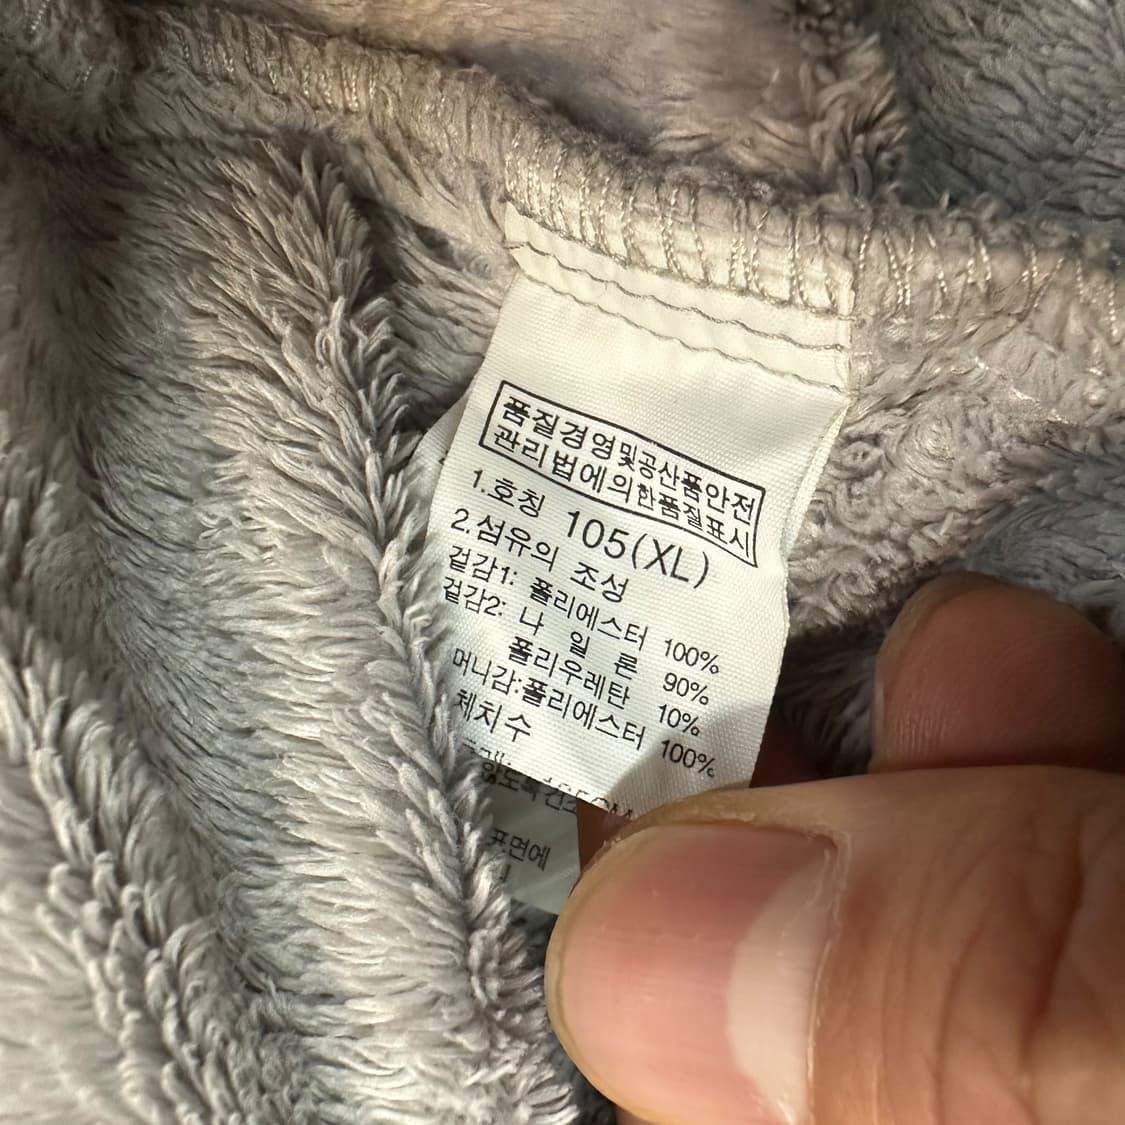 품질경영및공산품안전
관리법에의한품질표시
1.호칭 105(XL)
2.섬유의 조성
겉감1: 폴리에스터 100%
겉감2: 나 일 론 90%
폴리우레탄 10%
머니감:폴리에스터 100%
체치수
표면에